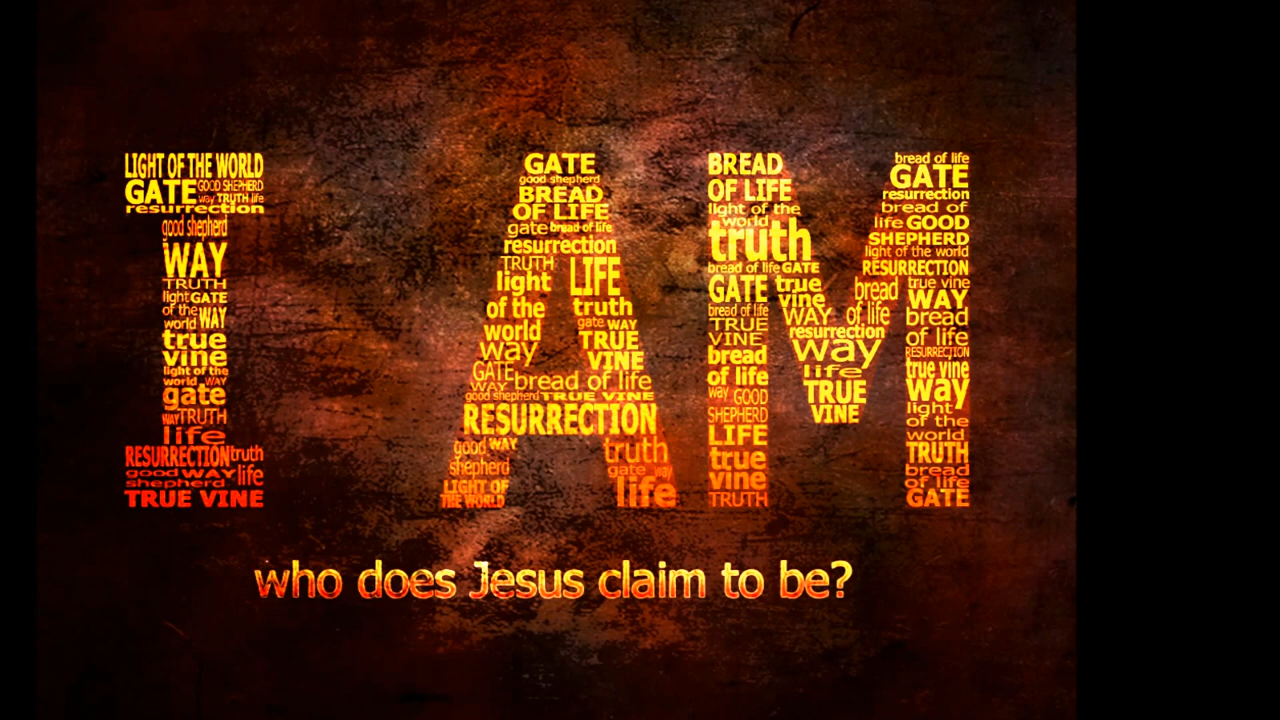 LIGHT OF THE WORLD
GATE GOOD SHEPHERD
way TRUTH life
resurrection
good shepherd
WAY
TRUTH
light GATE
of the
world WAY
true
vine
light of the
world WAY
gate
WAY TRUTH
life
RESURRECTION truth
good WAY life
shepherd
TRUE VINE
GATE
good shepherd
BREAD
OF LIFE
gate bread of life
resurrection
TRUTH LIFE
light
of the truth
world gate WAY
way TRUE
VINE
GATE
WAY bread of life
good shepherd TRUE VINE
RESURRECTION
good WAY truth
shepherd gate way
LIGHT OF life
THE WORLD
BREAD
OF LIFE
light of the
world
truth
bread of life GATE
GATE true
vine
bread of life WAY
TRUE
VINE resurrection
bread way
of life life
way GOOD TRUE
SHEPHERD VINE
LIFE
true
vine
TRUTH
bread of life
GATE
resurrection
bread of
life GOOD
SHEPHERD
light of the world
RESURRECTION
bread true vine
of life WAY
bread
of life
RESURRECTION
true vine
way
light
of the
world
TRUTH
bread
of life
GATE
who does Jesus claim to be?